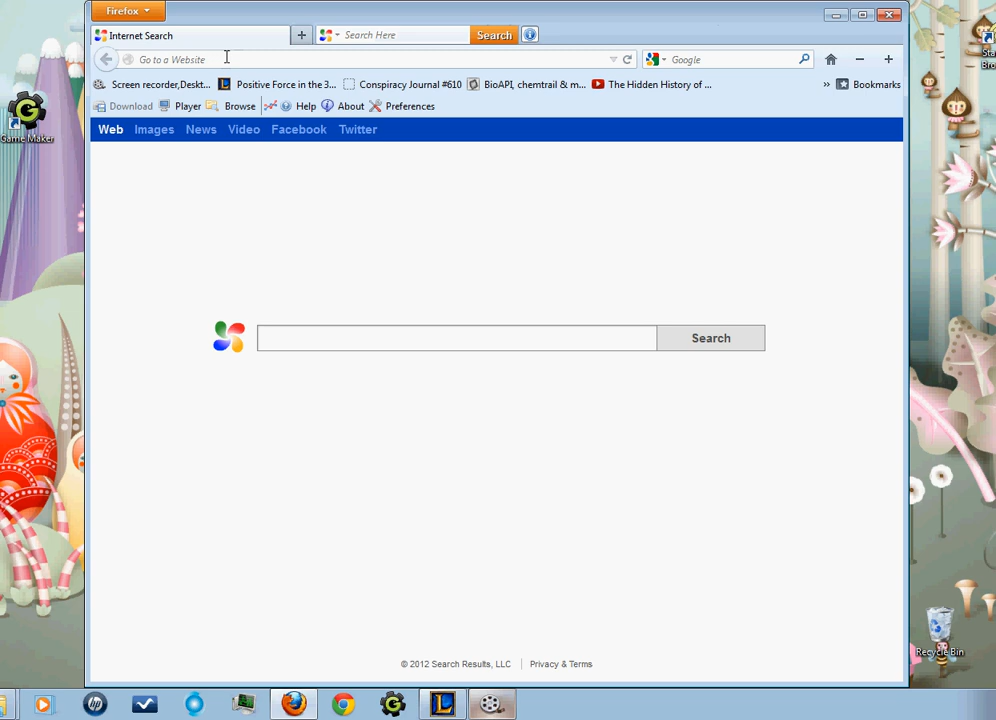 Firefox
Internet Search
Search Here
Search
Go to a Website
Google
Screen recorder,Deskt...
Positive Force in the 3...
Conspiracy Journal #610
BioAPI, chemtrail & m...
The Hidden History of ...
»
Bookmarks
Download
Player
Browse
Help
About
Preferences
Web
Images
News
Video
Facebook
Twitter
Game Maker
Search
© 2012 Search Results, LLC
Privacy & Terms
Recycle Bin